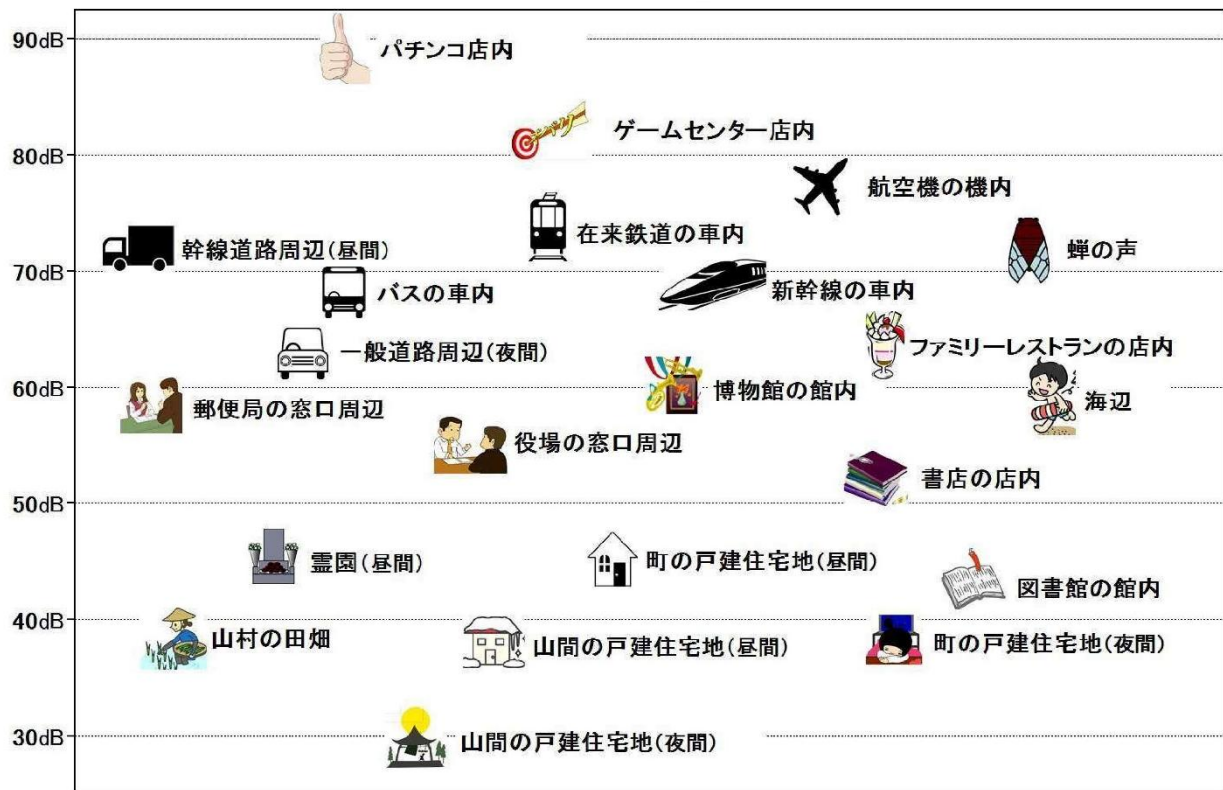 90dB
パチンコ店内
ゲームセンター店内
80dB
航空機の機内
在来鉄道の車内
幹線道路周辺(昼間)
蝉の声
70dB
バスの車内
新幹線の車内
一般道路周辺(夜間)
ファミリーレストランの店内
60dB
郵便局の窓口周辺
博物館の館内
海辺
役場の窓口周辺
書店の店内
50dB
霊園(昼間)
町の戸建住宅地(昼間)
図書館の館内
40dB
山村の田畑
山間の戸建住宅地(昼間)
町の戸建住宅地(夜間)
30dB
山間の戸建住宅地(夜間)